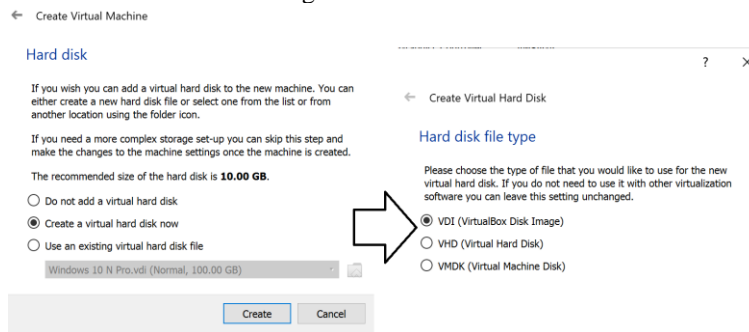 Create Virtual Machine
Hard disk
If you wish you can add a virtual hard disk to the new machine. You can
either create a new hard disk file or select one from the list or from
another location using the folder icon.
If you need a more complex storage set-up you can skip this step and
make the changes to the machine settings once the machine is created.
The recommended size of the hard disk is 10.00 GB.
Do not add a virtual hard disk
Create a virtual hard disk now
Use an existing virtual hard disk file
Windows 10 N Pro.vdi (Normal, 100.00 GB)
Create Cancel
? ×
Create Virtual Hard Disk
Hard disk file type
Please choose the type of file that you would like to use for the new
virtual hard disk. If you do not need to use it with other virtualization
software you can leave this setting unchanged.
VDI (VirtualBox Disk Image)
VHD (Virtual Hard Disk)
VMDK (Virtual Machine Disk)